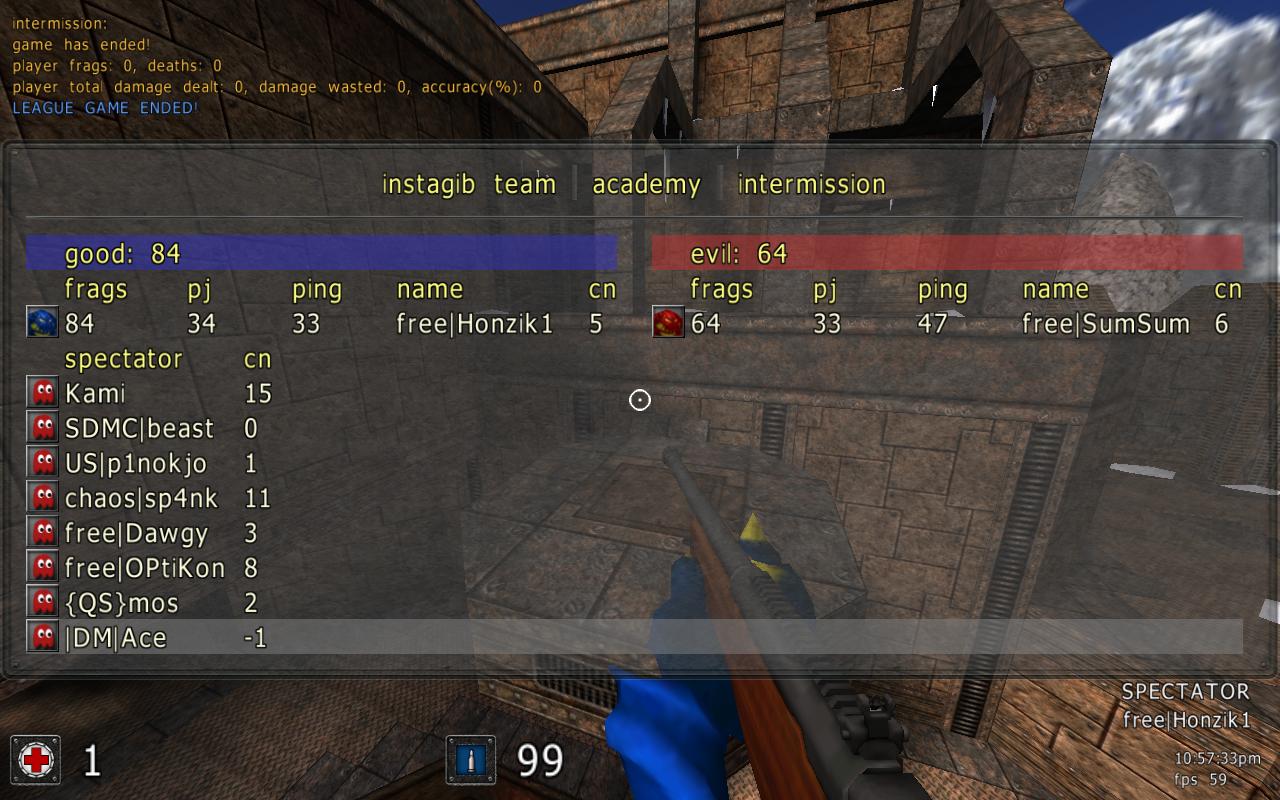 intermission:
game has ended!
player frags: 0, deaths: 0
player total damage dealt: 0, damage wasted: 0, accuracy(%): 0
LEAGUE GAME ENDED!
instagib team academy intermission
good: 84 evil: 64
frags pj ping name cn frags pj ping name cn
84 34 33 free|Honzik1 5 64 33 47 free|SumSum 6
spectator cn
Kami 15
SDMC|beast 0
US|p1nokjo 1
chaos|sp4nk 11
free|Dawgy 3
free|OPtiKon 8
{QS}mos 2
|DM|Ace -1
SPECTATOR
free|Honzik1
1 99
10:57:33pm
fps 59